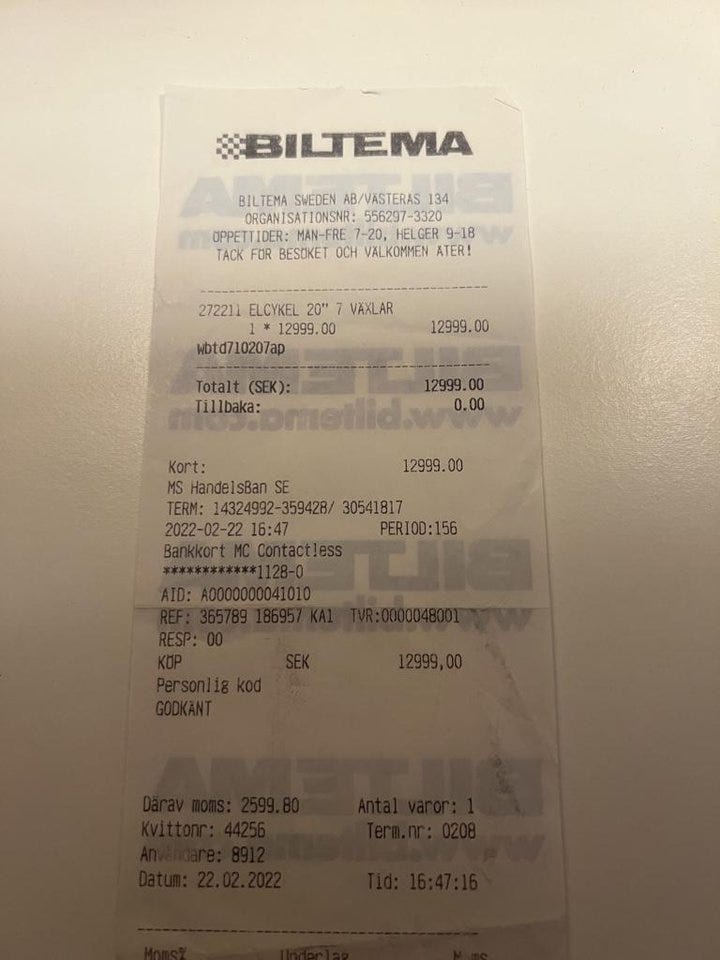 BILTEMA
BILTEMA SWEDEN AB/VÄSTERÅS 134
ORGANISATIONSNR: 556297-3320
ÖPPETTIDER: MÅN-FRE 7-20, HELGER 9-18
TACK FÖR BESÖKET OCH VÄLKOMMEN ÅTER!
272211 ELCYKEL 20" 7 VÄXLAR
1 * 12999.00 12999.00
wbtd710207ap
Totalt (SEK): 12999.00
Tillbaka: 0.00
Kort: 12999.00
MS HandelsBan SE
TERM: 14324992-359428/ 30541817
2022-02-22 16:47 PERIOD:156
Bankkort MC Contactless
************1128-0
AID: A0000000041010
REF: 365789 186957 KA1 TVR:0000048001
RESP: 00
KÖP SEK 12999,00
Personlig kod
GODKÄNT
Därav moms: 2599.80 Antal varor: 1
Kvittonr: 44256 Term.nr: 0208
Användare: 8912
Datum: 22.02.2022 Tid: 16:47:16
Moms% Underlag Moms